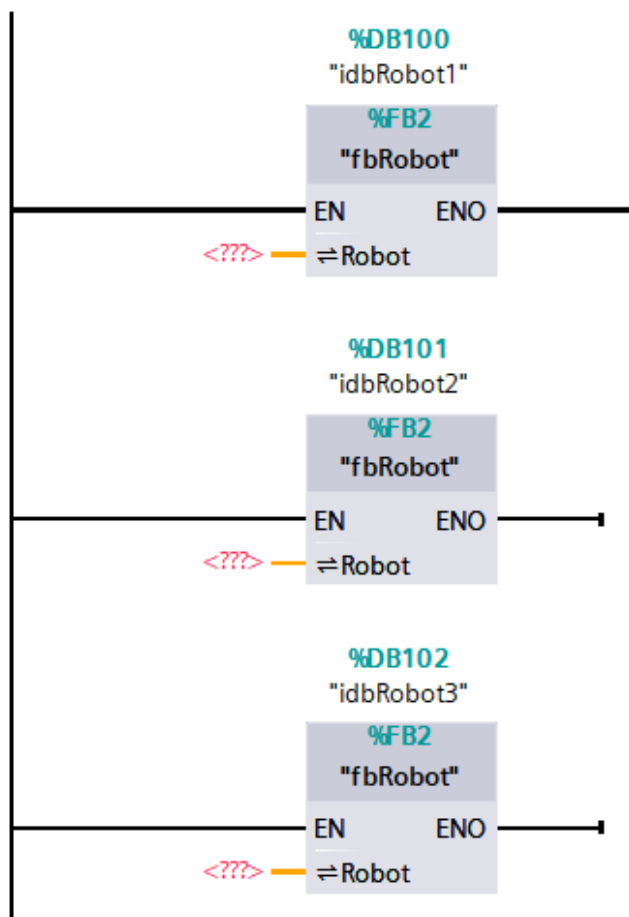 %DB100
"idbRobot1"
%FB2
"fbRobot"
EN ENO
<???> ⇌Robot
%DB101
"idbRobot2"
%FB2
"fbRobot"
EN ENO
<???> ⇌Robot
%DB102
"idbRobot3"
%FB2
"fbRobot"
EN ENO
<???> ⇌Robot